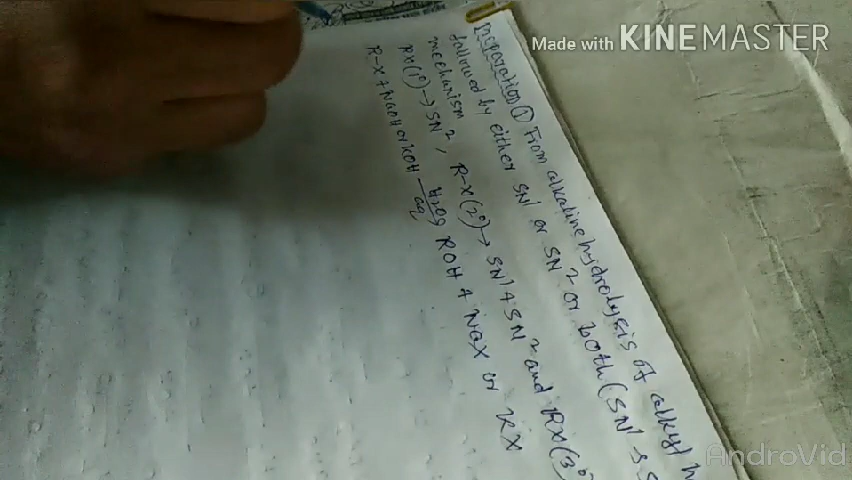 Preparation ① From alkaline hydrolysis of alkyl h
followed by either SN1 or SN2 or both (SN1 & S
mechanism
RX(1°) → SN2, R-X(2°) → SN1 + SN2 and RX(3°
R-X + NaOH or KOH H2O → ROH + NaX or KX
Made with KINEMASTER
AndroVid